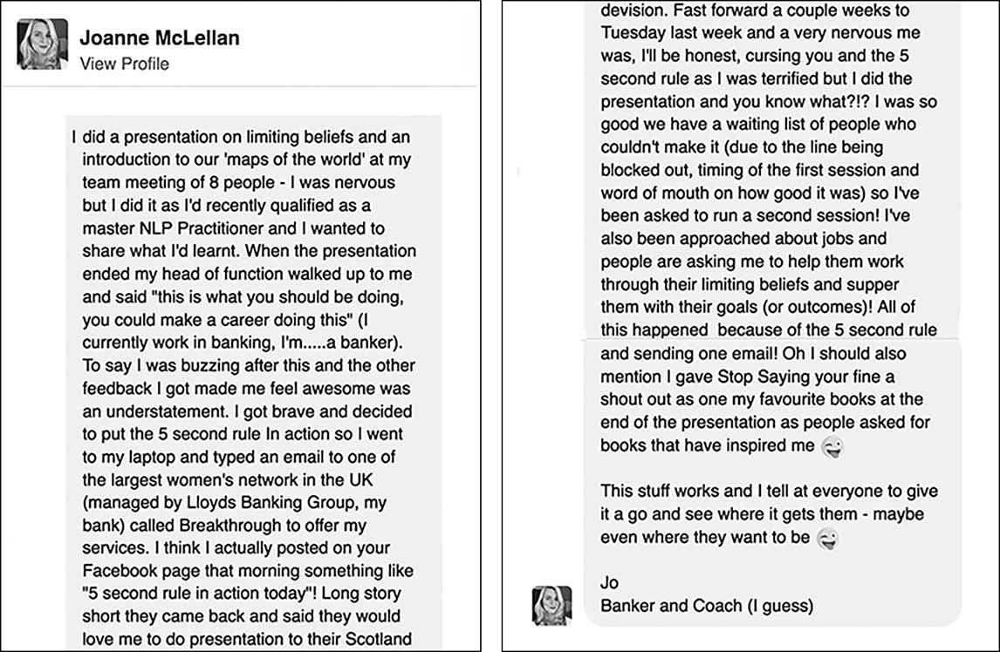 Joanne McLellan
View Profile
I did a presentation on limiting beliefs and an
introduction to our 'maps of the world' at my
team meeting of 8 people - I was nervous
but I did it as I'd recently qualified as a
master NLP Practitioner and I wanted to
share what I'd learnt. When the presentation
ended my head of function walked up to me
and said "this is what you should be doing,
you could make a career doing this" (I
currently work in banking, I'm.....a banker).
To say I was buzzing after this and the other
feedback I got made me feel awesome was
an understatement. I got brave and decided
to put the 5 second rule In action so I went
to my laptop and typed an email to one of
the largest women's network in the UK
(managed by Lloyds Banking Group, my
bank) called Breakthrough to offer my
services. I think I actually posted on your
Facebook page that morning something like
"5 second rule in action today"! Long story
short they came back and said they would
love me to do presentation to their Scotland
devision. Fast forward a couple weeks to
Tuesday last week and a very nervous me
was, I'll be honest, cursing you and the 5
second rule as I was terrified but I did the
presentation and you know what?!? I was so
good we have a waiting list of people who
couldn't make it (due to the line being
blocked out, timing of the first session and
word of mouth on how good it was) so I've
been asked to run a second session! I've
also been approached about jobs and
people are asking me to help them work
through their limiting beliefs and supper
them with their goals (or outcomes)! All of
this happened because of the 5 second rule
and sending one email! Oh I should also
mention I gave Stop Saying your fine a
shout out as one my favourite books at the
end of the presentation as people asked for
books that have inspired me 😜
This stuff works and I tell at everyone to give
it a go and see where it gets them - maybe
even where they want to be 😜
Jo
Banker and Coach (I guess)